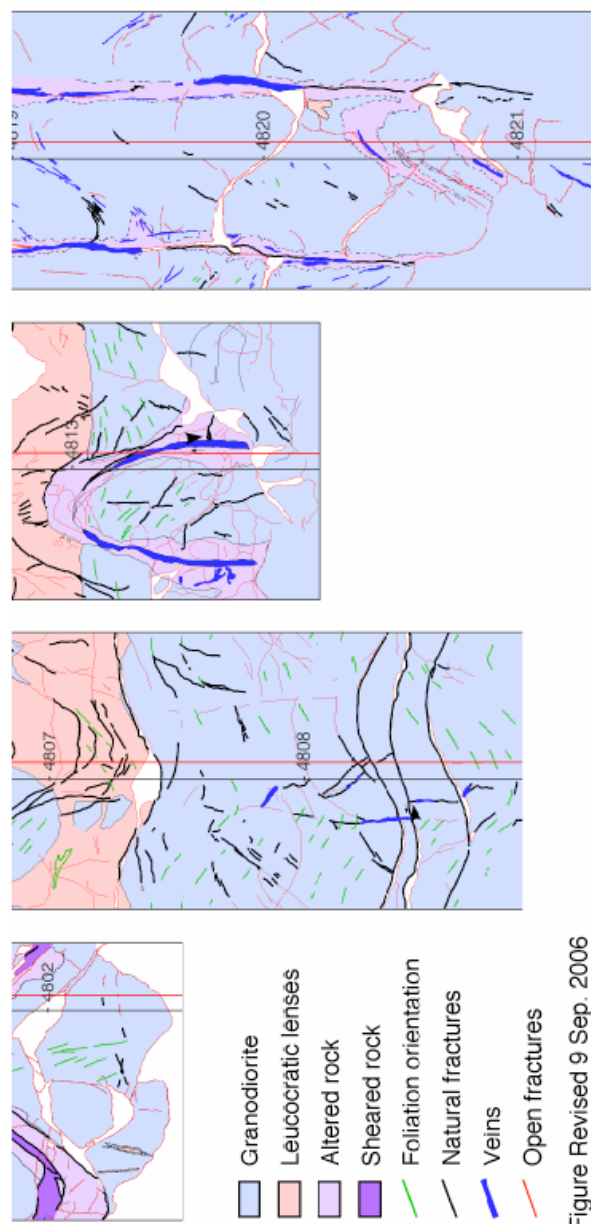 4819
4820
4821
4813
4807
4808
4802
Granodiorite
Leucocratic lenses
Altered rock
Sheared rock
Foliation orientation
Natural fractures
Veins
Open fractures
Figure Revised 9 Sep. 2006